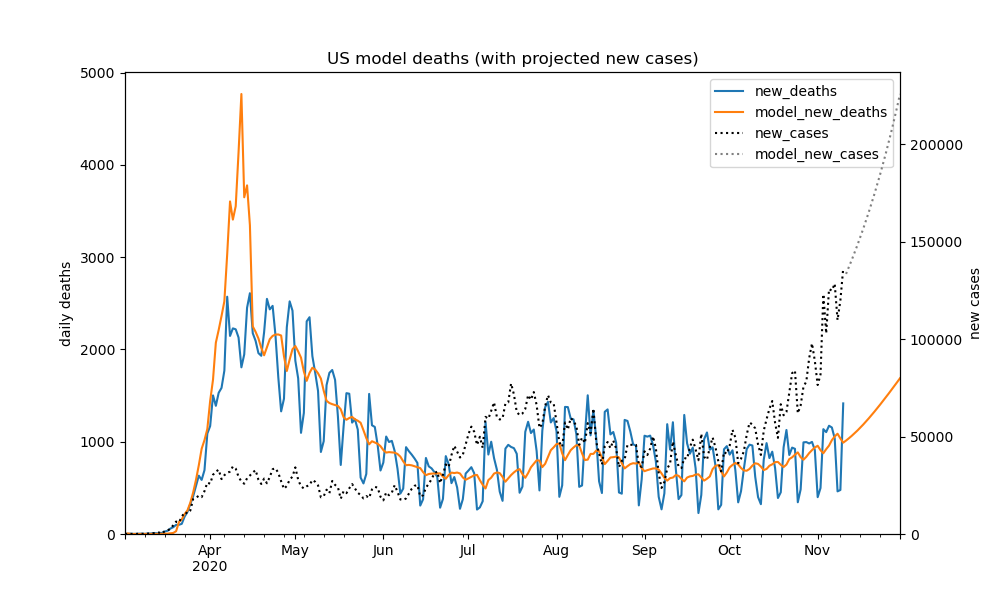 US model deaths (with projected new cases)
new_deaths
model_new_deaths
new_cases
model_new_cases
daily deaths
new cases
5000
4000
3000
2000
1000
0
200000
150000
100000
50000
0
Apr
2020
May
Jun
Jul
Aug
Sep
Oct
Nov